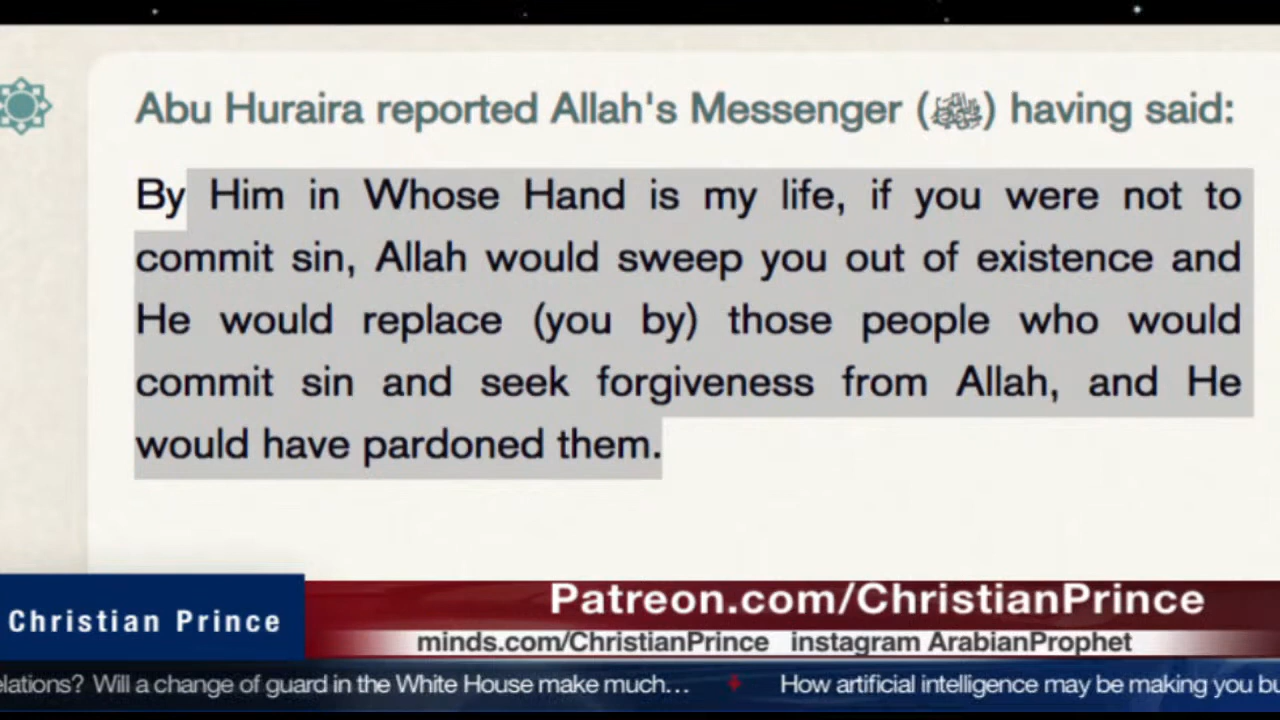 Abu Huraira reported Allah's Messenger (ﷺ) having said:
By Him in Whose Hand is my life, if you were not to
commit sin, Allah would sweep you out of existence and
He would replace (you by) those people who would
commit sin and seek forgiveness from Allah, and He
would have pardoned them.
Christian Prince
Patreon.com/ChristianPrince
minds.com/ChristianPrince instagram ArabianProphet
elations? Will a change of guard in the White House make much... How artificial intelligence may be making you bu